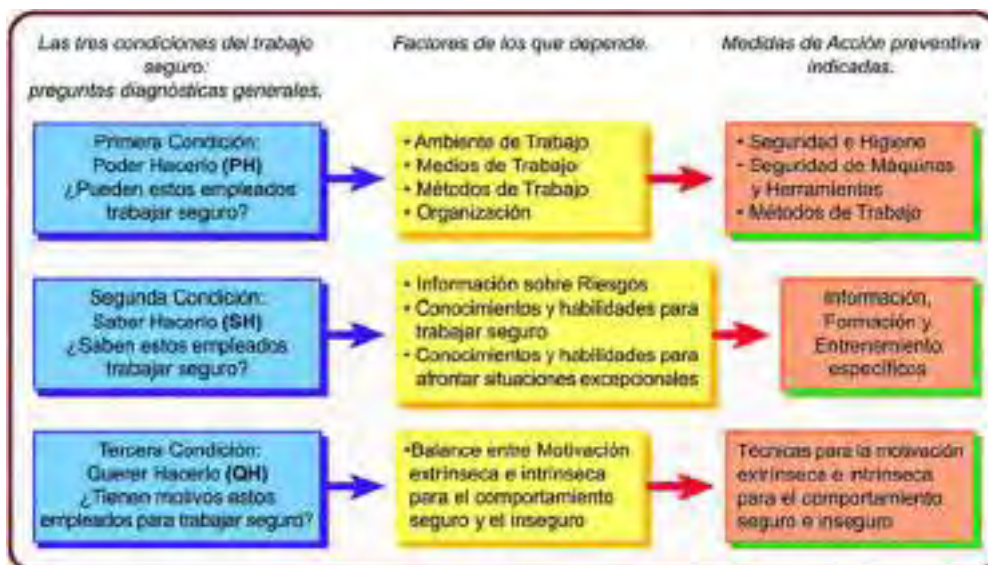 Las tres condiciones del trabajo
seguro:
preguntas diagnósticas generales.
Factores de los que depende.
Medidas de Acción preventiva
indicadas.
Primera Condición:
Poder Hacerlo (PH)
¿Pueden estos empleados
trabajar seguro?
• Ambiente de Trabajo
• Medios de Trabajo
• Métodos de Trabajo
• Organización
• Seguridad e Higiene
• Seguridad de Máquinas
y Herramientas
• Métodos de Trabajo
Segunda Condición:
Saber Hacerlo (SH)
¿Saben estos empleados
trabajar seguro?
• Información sobre Riesgos
• Conocimientos y habilidades para
trabajar seguro
• Conocimientos y habilidades para
afrontar situaciones excepcionales
Información,
Formación y
Entrenamiento
específicos
Tercera Condición:
Querer Hacerlo (QH)
¿Tienen motivos estos
empleados para trabajar seguro?
•Balance entre Motivación
extrínseca e intrínseca
para el comportamiento
seguro y el inseguro
Técnicas para la motivación
extrínseca e intrínseca
para el comportamiento
seguro e inseguro